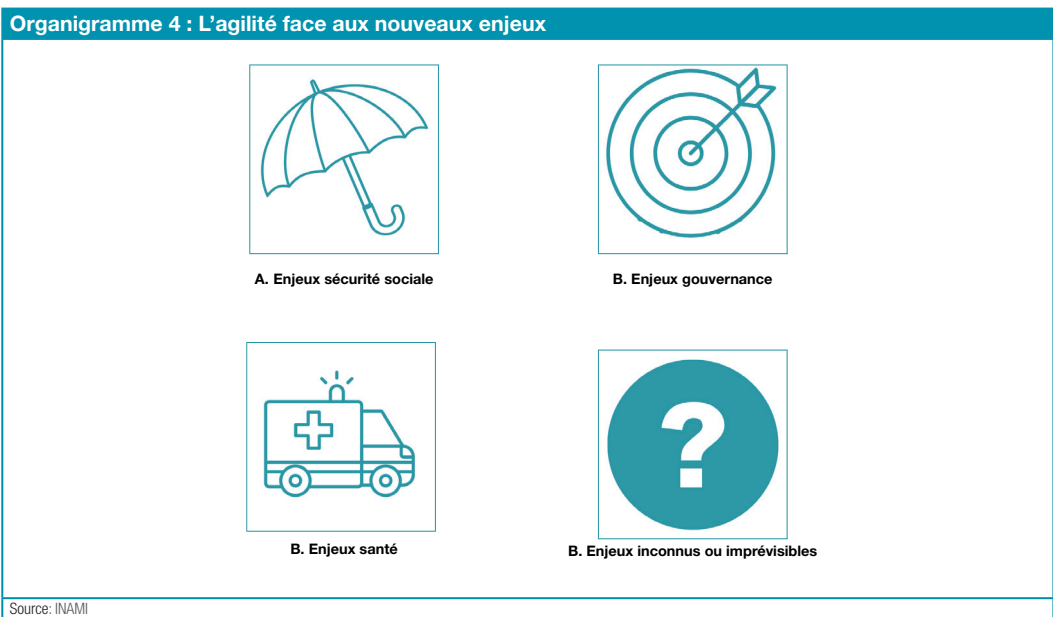 Organigramme 4 : L'agilité face aux nouveaux enjeux
A. Enjeux sécurité sociale
B. Enjeux gouvernance
B. Enjeux santé
?
B. Enjeux inconnus ou imprévisibles
Source: INAMI